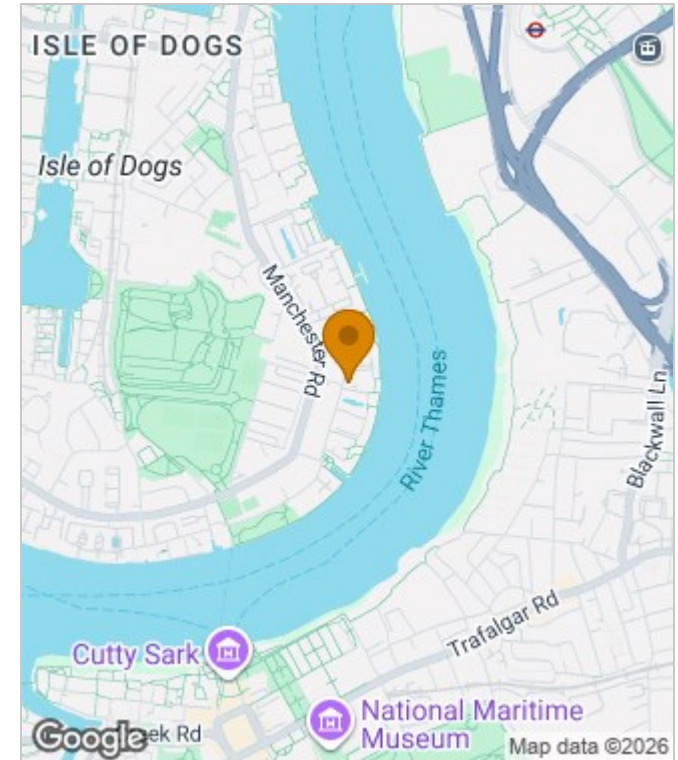 ISLE OF DOGS
Isle of Dogs
Manchester Rd
River Thames
Blackwall Ln
Trafalgar Rd
Cutty Sark
National Maritime
Museum
Rd
Google
Map data ©2026